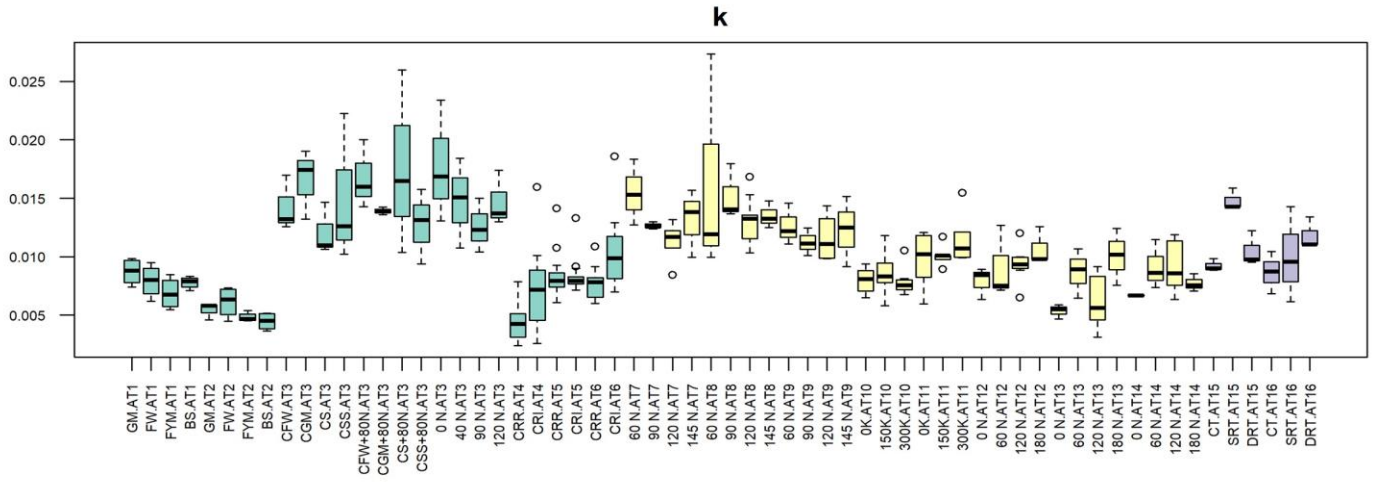 k
0.025
0.020
0.015
0.010
0.005
GM.AT1
FW.AT1
FYM.AT1
BS.AT1
GM.AT2
FW.AT2
FYM.AT2
BS.AT2
CFW.AT3
CGM.AT3
CS.AT3
CSS.AT3
CFW+80N.AT3
CGM+80N.AT3
CS+80N.AT3
CSS+80N.AT3
0 N.AT3
40 N.AT3
90 N.AT3
120 N.AT3
CRR.AT4
CRI.AT4
CRR.AT5
CRI.AT5
CRR.AT6
CRI.AT6
60 N.AT7
90 N.AT7
120 N.AT7
145 N.AT7
60 N.AT8
90 N.AT8
120 N.AT8
145 N.AT8
60 N.AT9
90 N.AT9
120 N.AT9
145 N.AT9
0K.AT10
150K.AT10
300K.AT10
0K.AT11
150K.AT11
300K.AT11
0 N.AT12
60 N.AT12
120 N.AT12
180 N.AT12
0 N.AT13
60 N.AT13
120 N.AT13
180 N.AT13
0 N.AT14
60 N.AT14
120 N.AT14
180 N.AT14
CT.AT15
SRT.AT15
DRT.AT15
CT.AT16
SRT.AT16
DRT.AT16